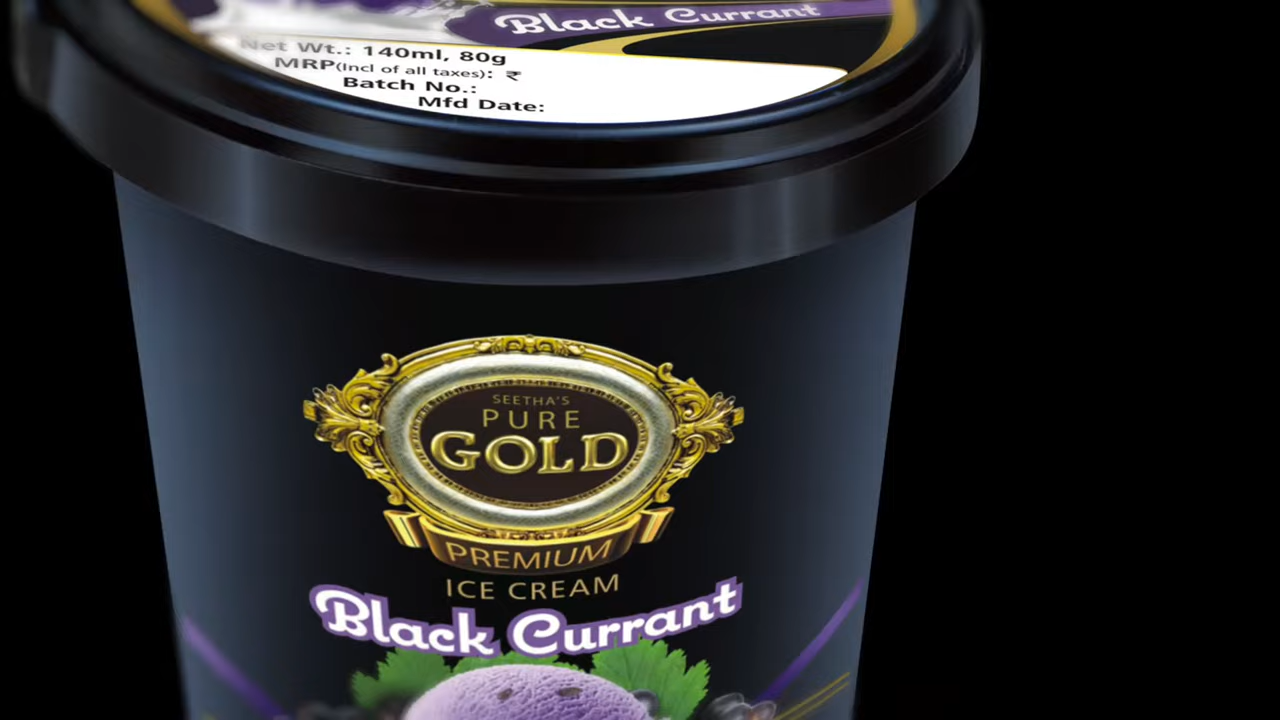 Black Currant
Net Wt.: 140ml, 80g
MRP(Incl of all taxes): ₹
Batch No.:
Mfd Date:
SEETHA'S
PURE
GOLD
PREMIUM
ICE CREAM
Black Currant